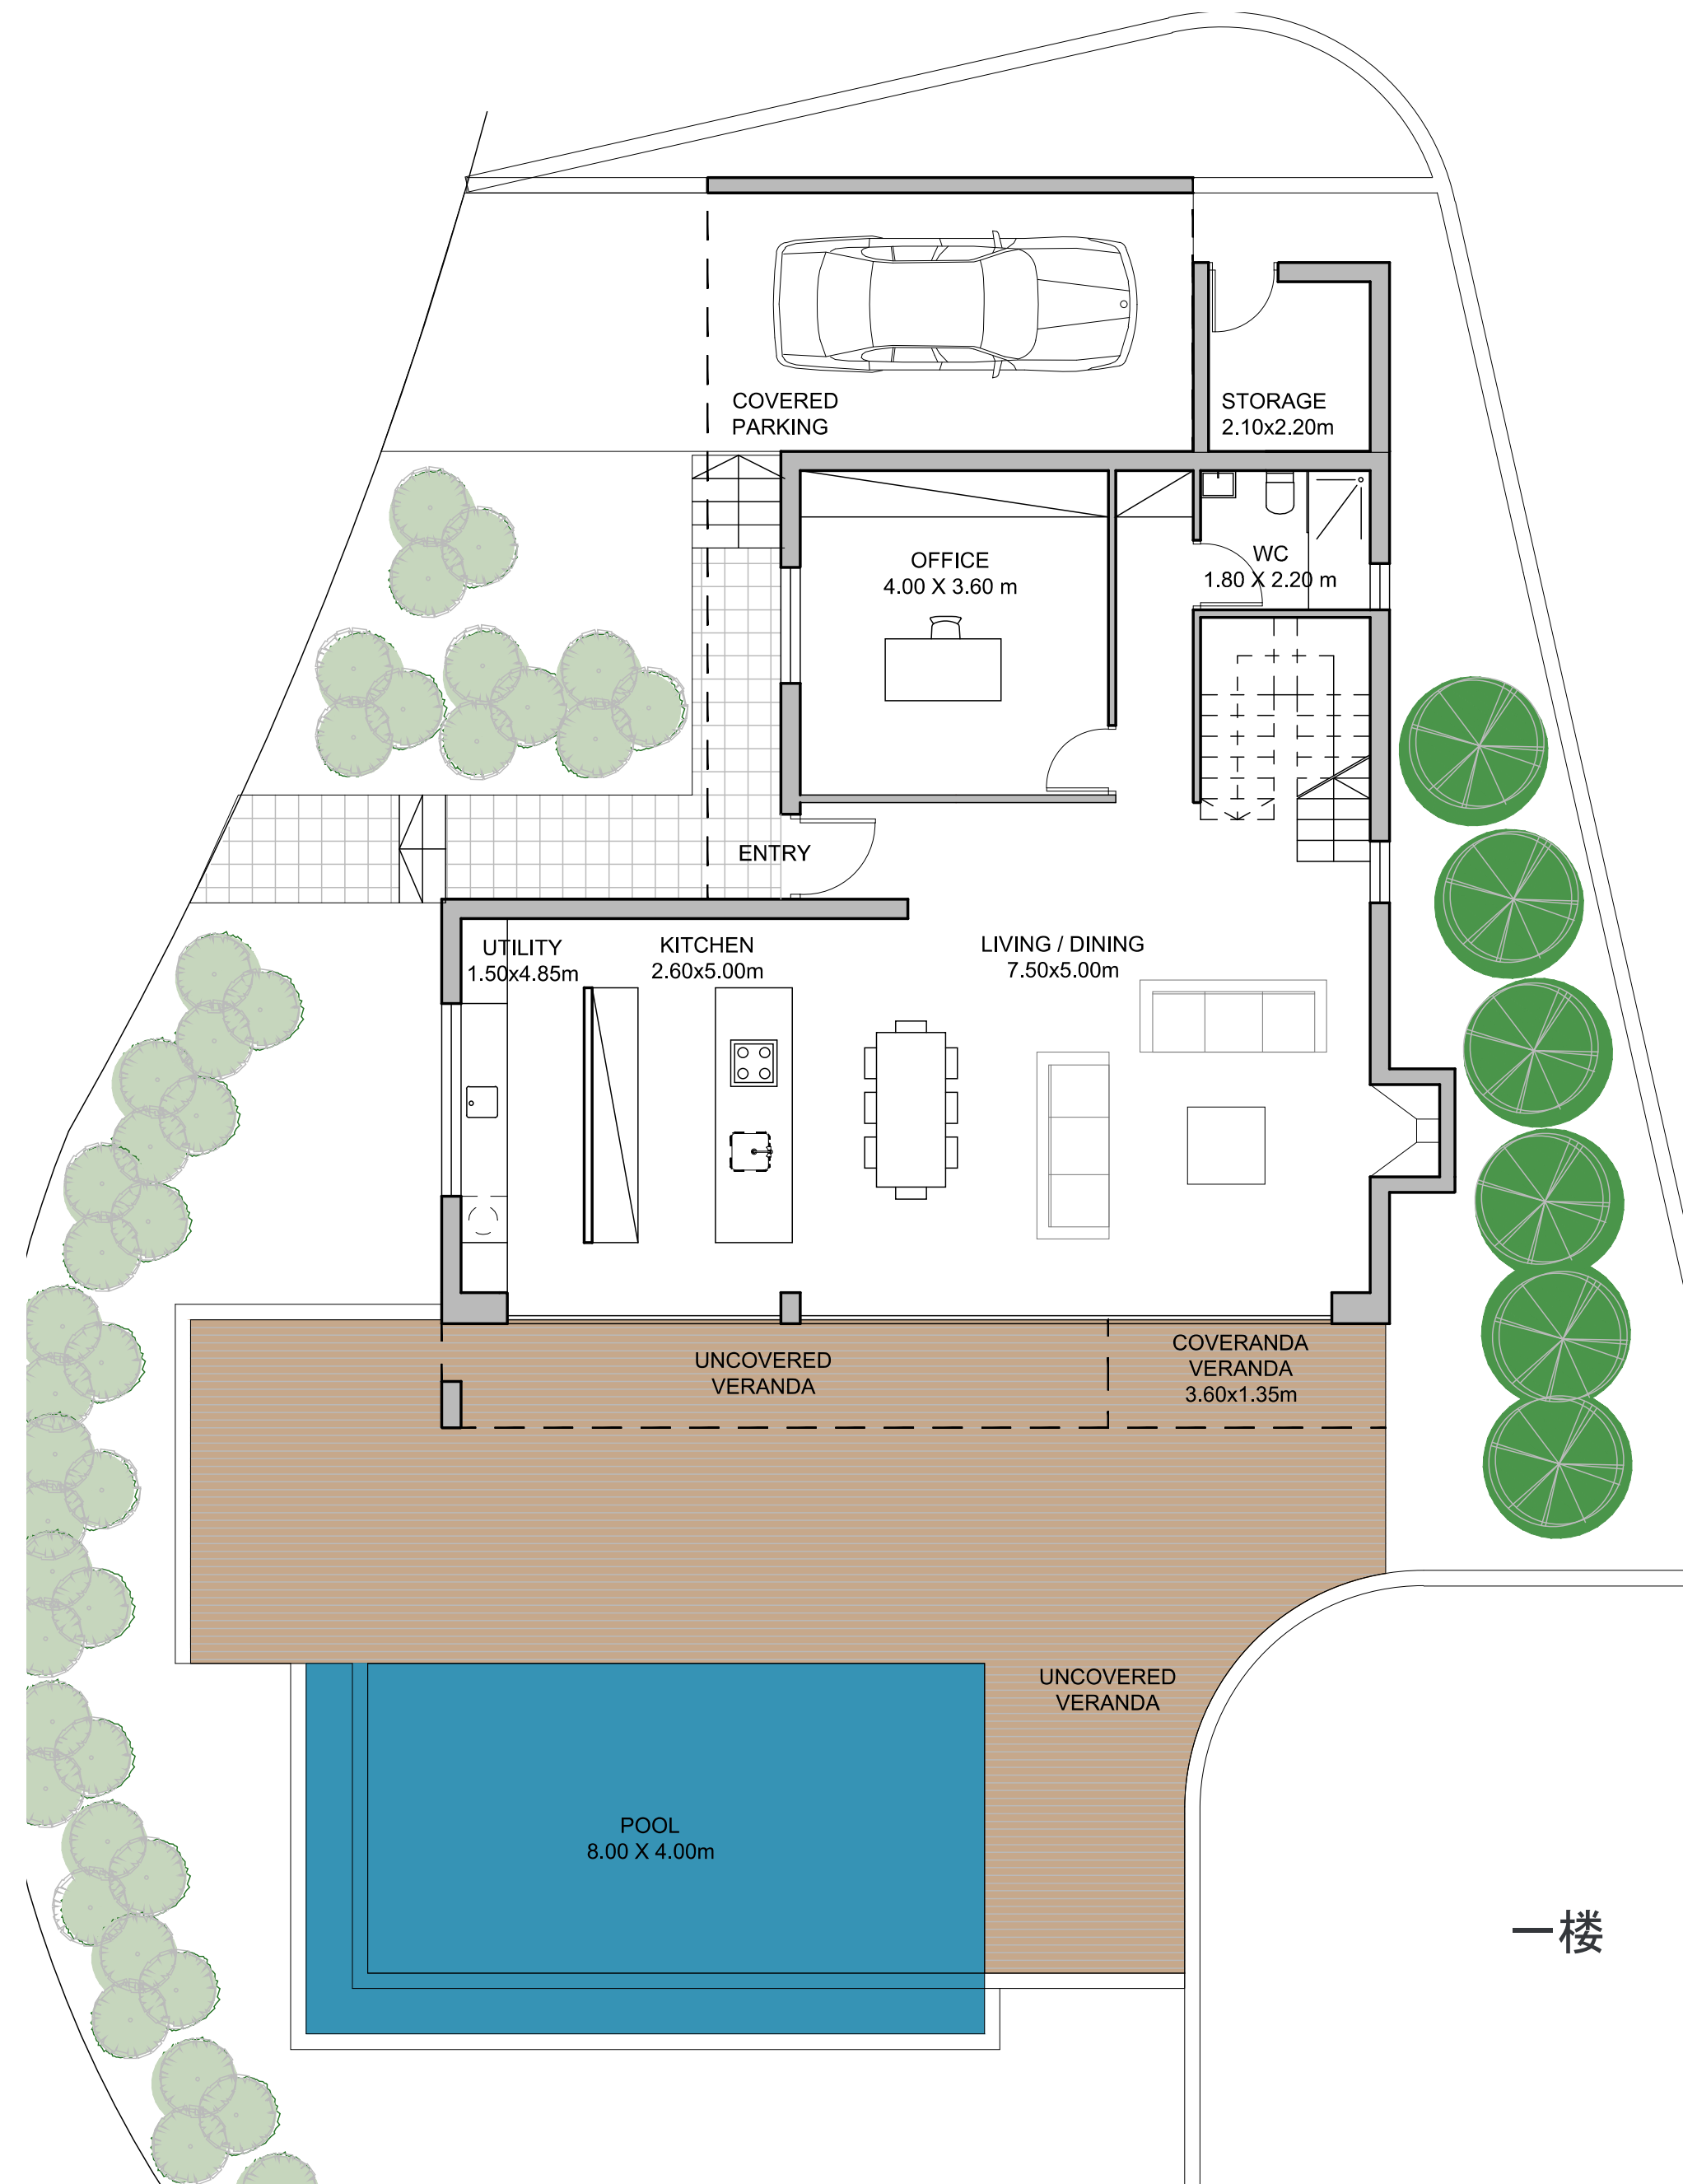 COVERED
PARKING
STORAGE
2.10x2.20m
OFFICE
4.00 X 3.60 m
WC
1.80 X 2.20 m
ENTRY
UTILITY
1.50x4.85m
KITCHEN
2.60x5.00m
LIVING / DINING
7.50x5.00m
UNCOVERED
VERANDA
COVERANDA
VERANDA
3.60x1.35m
UNCOVERED
VERANDA
POOL
8.00 X 4.00m
一楼